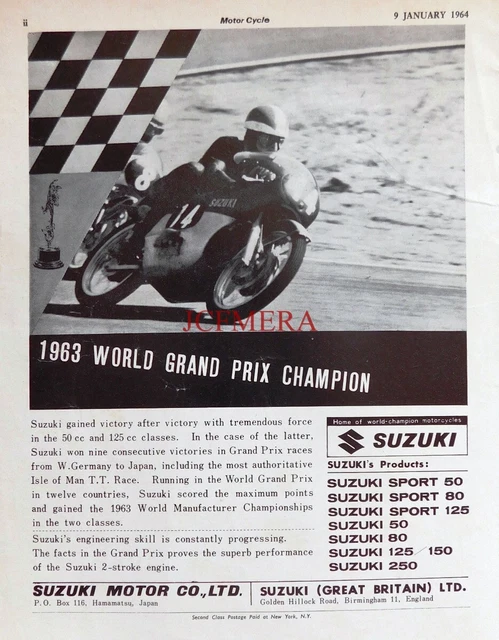 ii
Motor Cycle
9 JANUARY 1964
SUZUKI
14
8
JCFMERA
1963 WORLD GRAND PRIX CHAMPION
Suzuki gained victory after victory with tremendous force
in the 50 cc and 125 cc classes. In the case of the latter,
Suzuki won nine consecutive victories in Grand Prix races
from W.Germany to Japan, including the most authoritative
Isle of Man T.T. Race. Running in the World Grand Prix
in twelve countries, Suzuki scored the maximum points
and gained the 1963 World Manufacturer Championships
in the two classes.
Suzuki's engineering skill is constantly progressing.
The facts in the Grand Prix proves the superb performance
of the Suzuki 2-stroke engine.
Home of world-champion motorcycles
SUZUKI
SUZUKI's Products:
SUZUKI SPORT 50
SUZUKI SPORT 80
SUZUKI SPORT 125
SUZUKI 50
SUZUKI 80
SUZUKI 125/150
SUZUKI 250
SUZUKI MOTOR CO.,LTD.
P.O. Box 116, Hamamatsu, Japan
SUZUKI (GREAT BRITAIN) LTD.
Golden Hillock Road, Birmingham 11, England
Second Class Postage Paid at New York, N.Y.